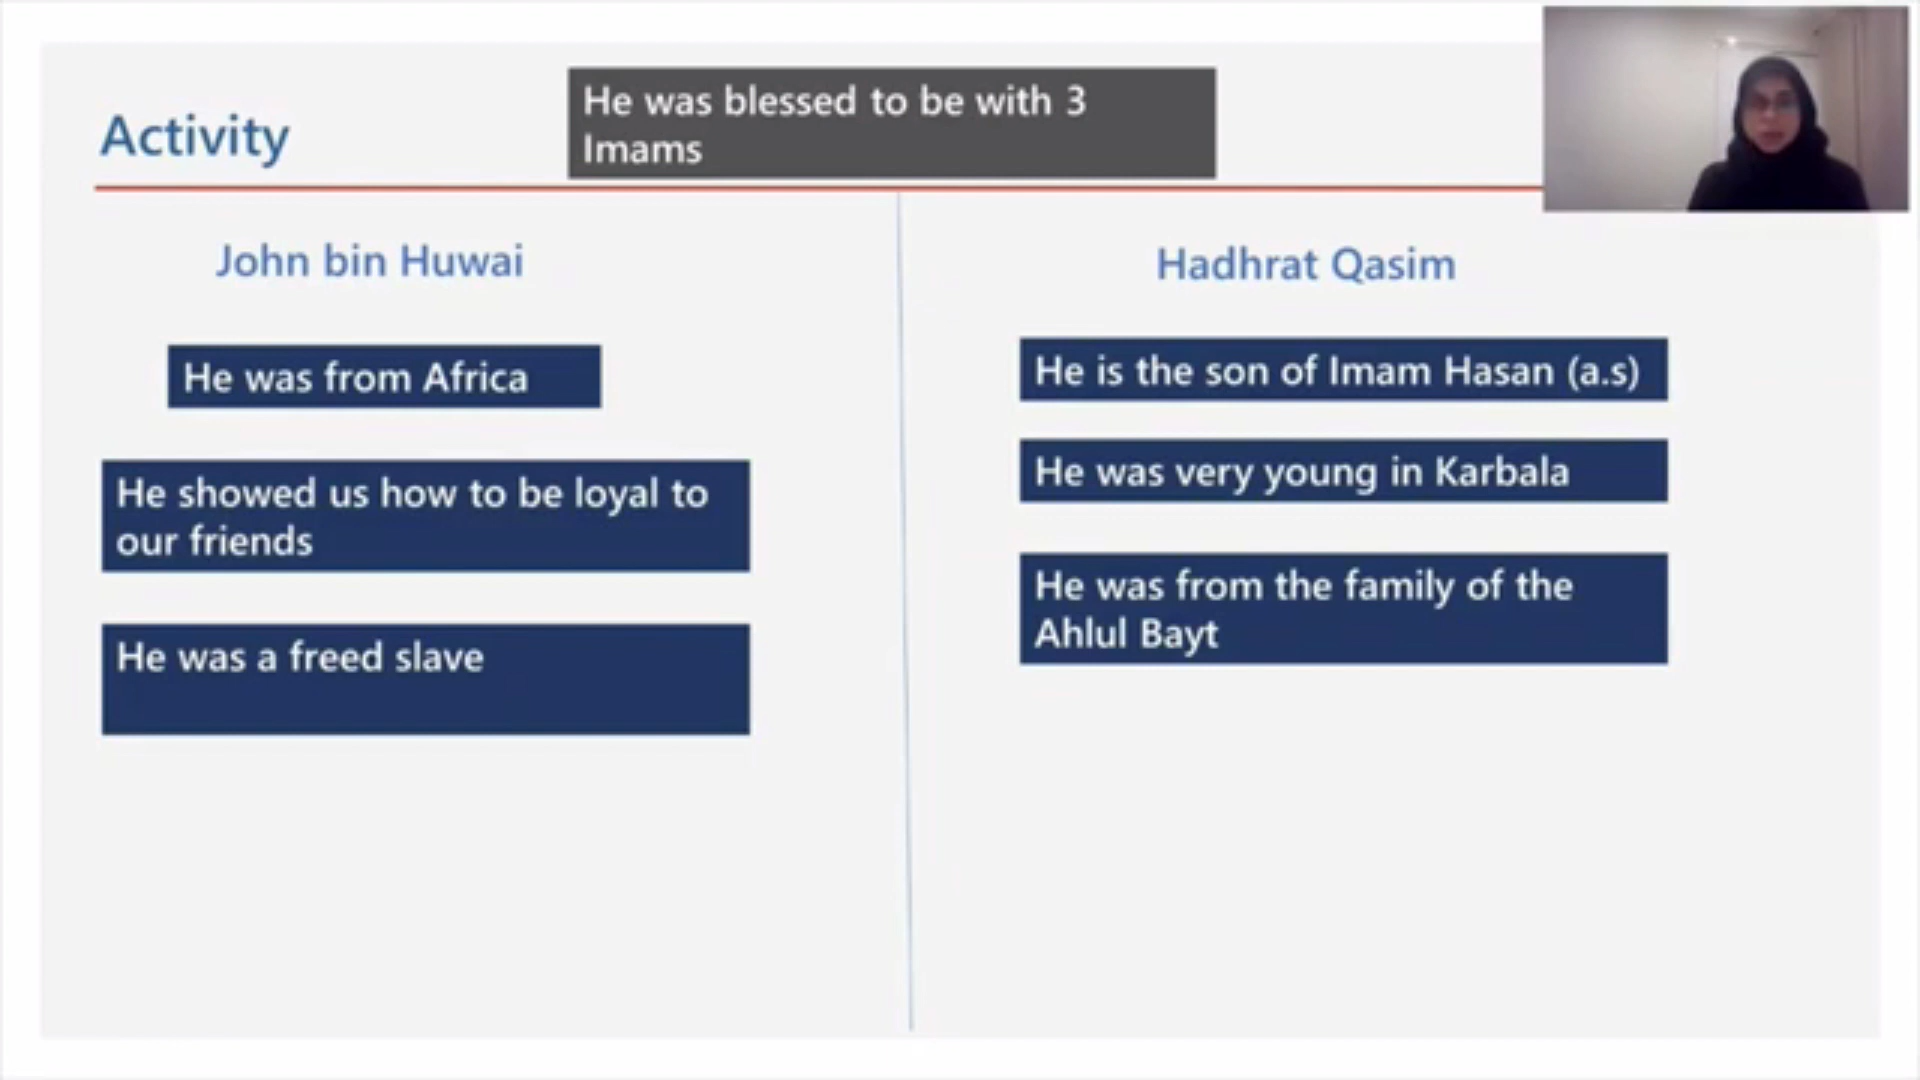 Activity
He was blessed to be with 3
Imams
John bin Huwai
He was from Africa
He showed us how to be loyal to
our friends
He was a freed slave
Hadhrat Qasim
He is the son of Imam Hasan (a.s)
He was very young in Karbala
He was from the family of the
Ahlul Bayt